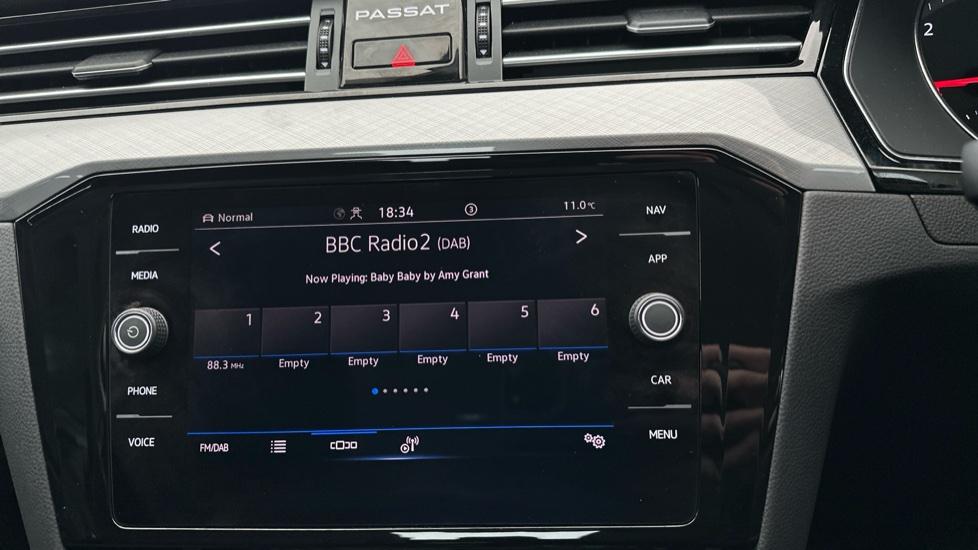 PASSAT
2
RADIO
MEDIA
PHONE
VOICE
Normal
18:34
3
11.0°C
BBC Radio2 (DAB)
Now Playing: Baby Baby by Amy Grant
1 2 3 4 5 6
88.3 MHz Empty Empty Empty Empty Empty
FM/DAB
NAV
APP
CAR
MENU